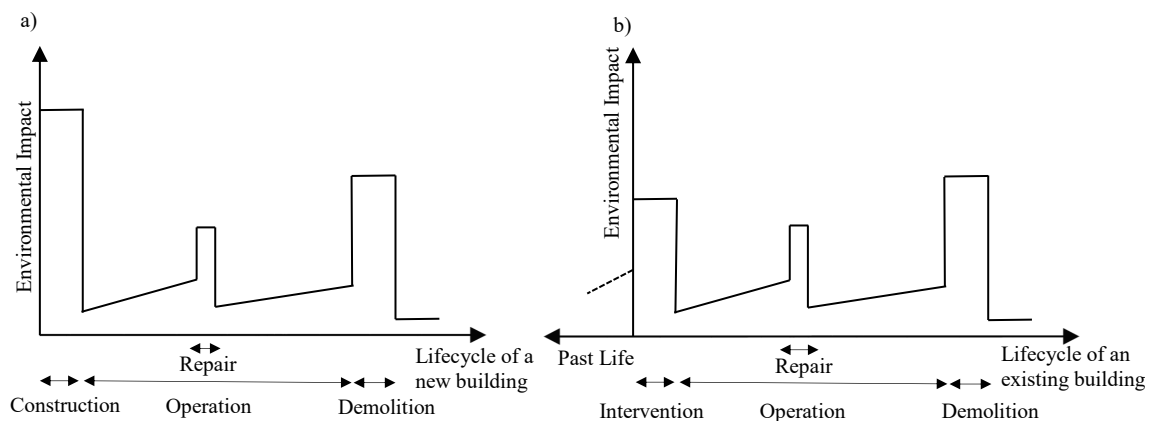 a)
Environmental Impact
Repair
Lifecycle of a
new building
Construction
Operation
Demolition
b)
Environmental Impact
Past Life
Repair
Lifecycle of an
existing building
Intervention
Operation
Demolition